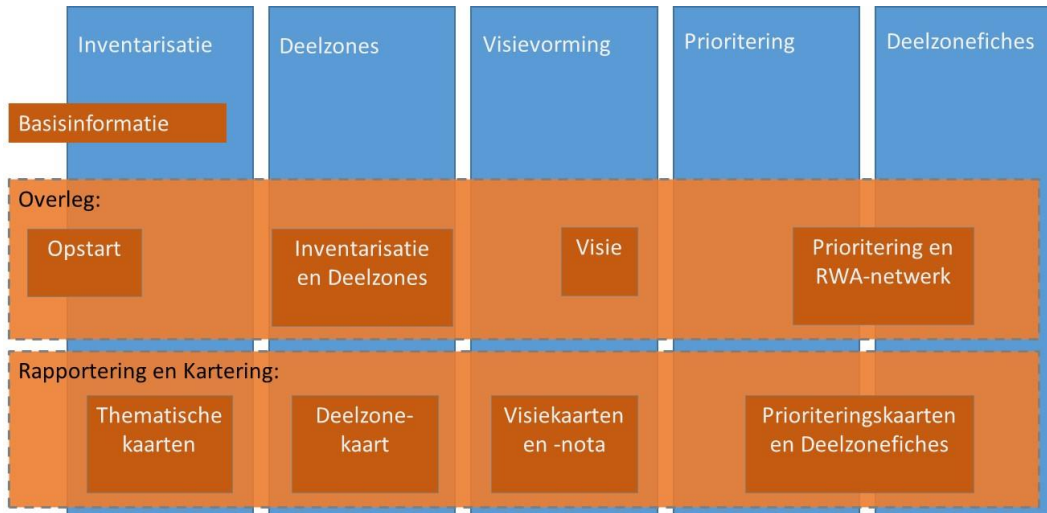 Inventarisatie
Deelzones
Visievorming
Prioritering
Deelzonefiches
Basisinformatie
Overleg:
Opstart
Inventarisatie
en Deelzones
Visie
Prioritering en
RWA-netwerk
Rapportering en Kartering:
Thematische
kaarten
Deelzone-
kaart
Visiekaarten
en -nota
Prioriteringskaarten
en Deelzonefiches